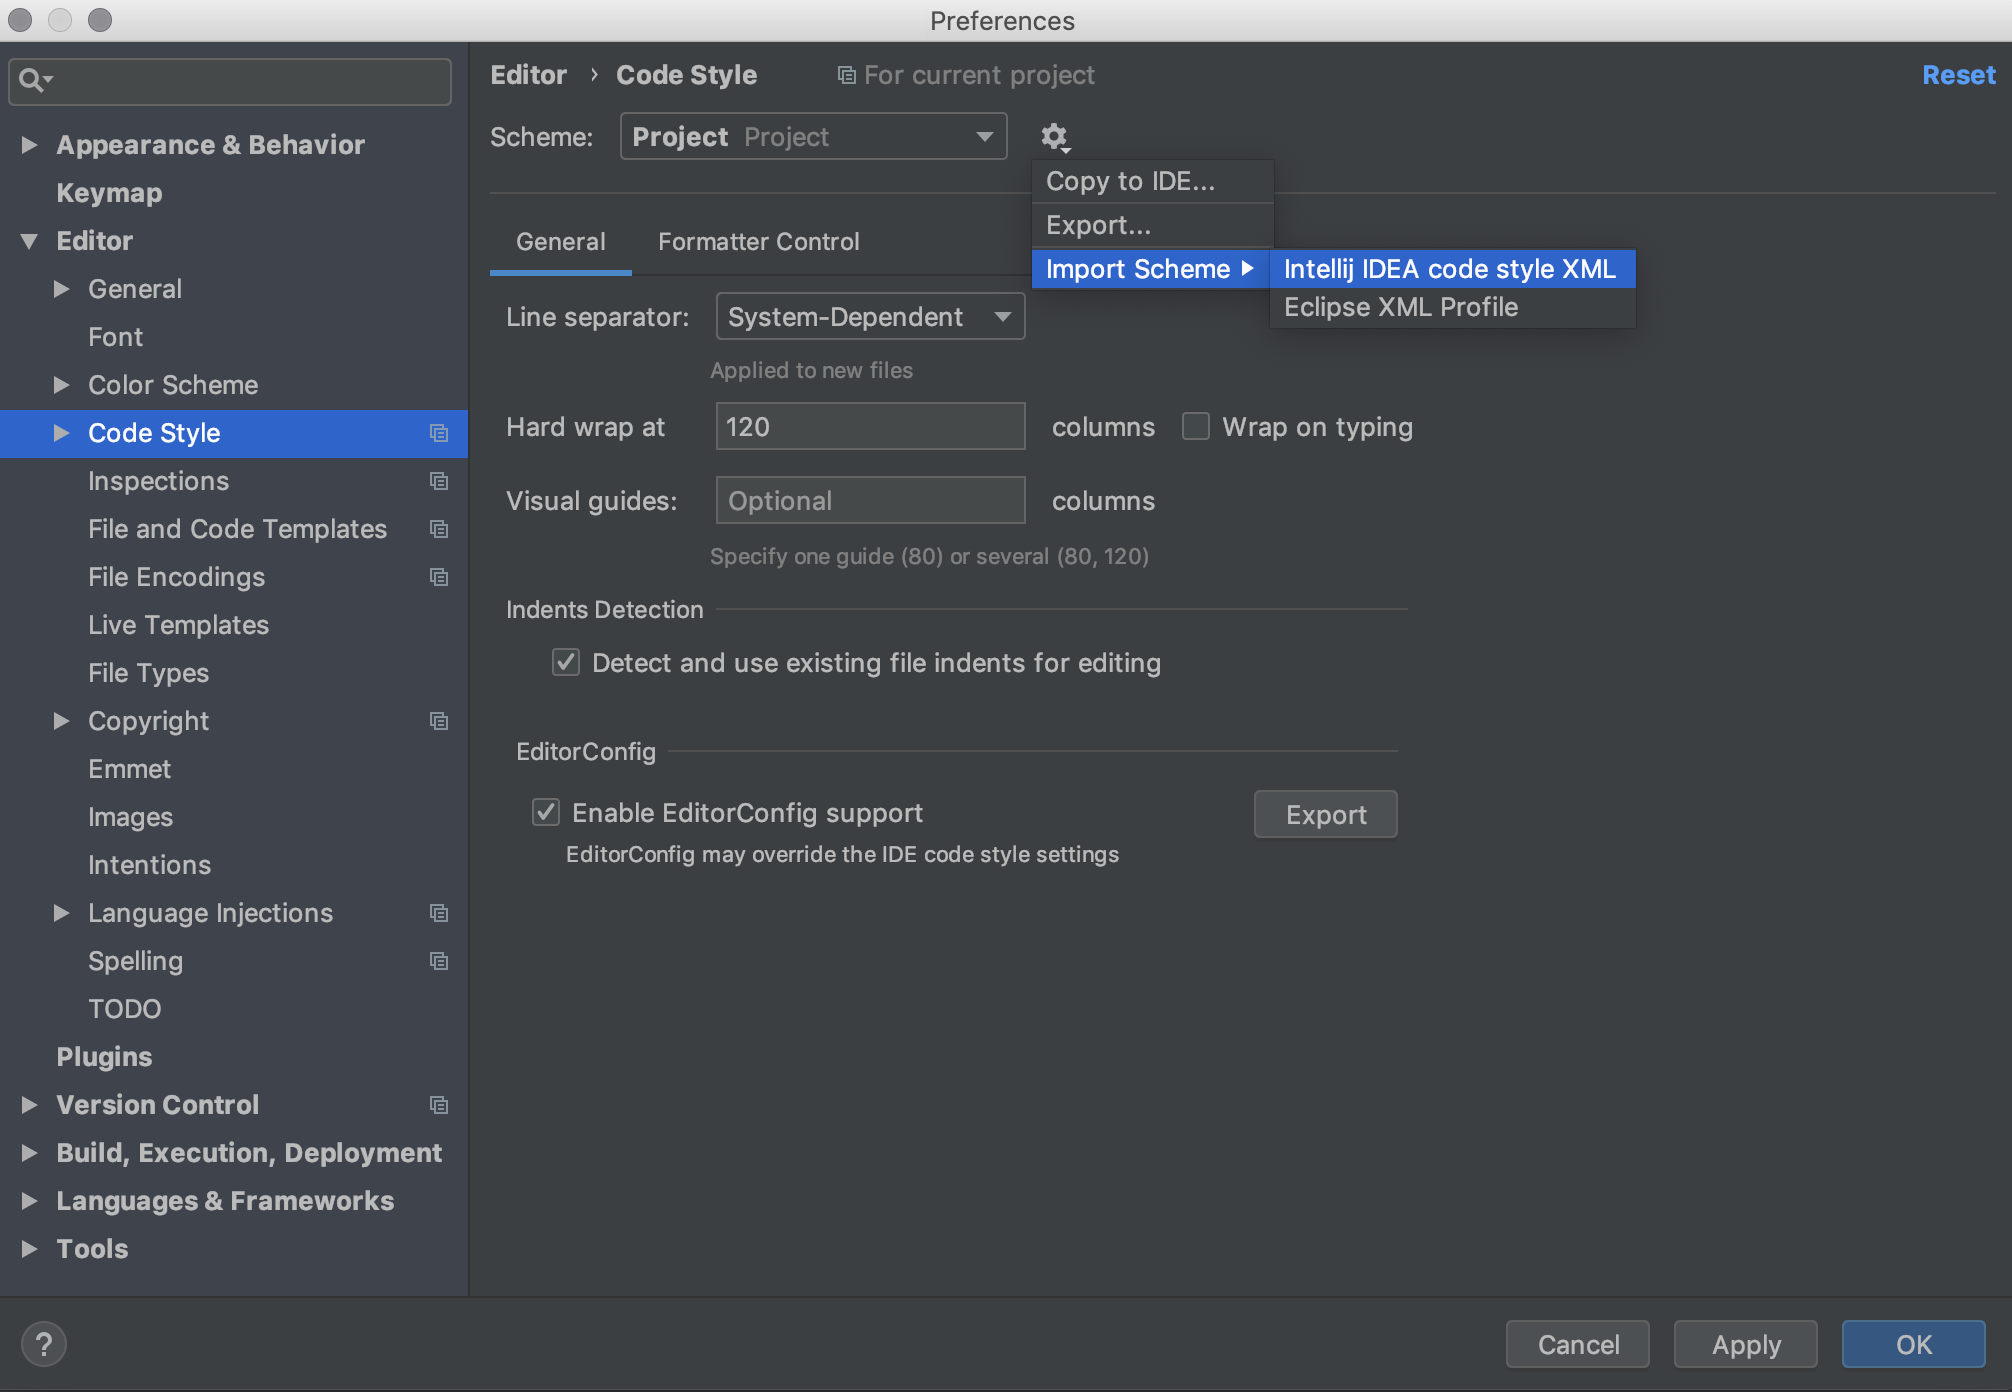 Preferences
Appearance & Behavior
Keymap
Editor
General
Font
Color Scheme
Code Style
Inspections
File and Code Templates
File Encodings
Live Templates
File Types
Copyright
Emmet
Images
Intentions
Language Injections
Spelling
TODO
Plugins
Version Control
Build, Execution, Deployment
Languages & Frameworks
Tools
Editor › Code Style For current project Reset
Scheme: Project Project
Copy to IDE...
Export...
Import Scheme
Intellij IDEA code style XML
Eclipse XML Profile
General Formatter Control
Line separator: System-Dependent
Applied to new files
Hard wrap at 120 columns Wrap on typing
Visual guides: Optional columns
Specify one guide (80) or several (80, 120)
Indents Detection
Detect and use existing file indents for editing
EditorConfig
Enable EditorConfig support Export
EditorConfig may override the IDE code style settings
? Cancel Apply OK